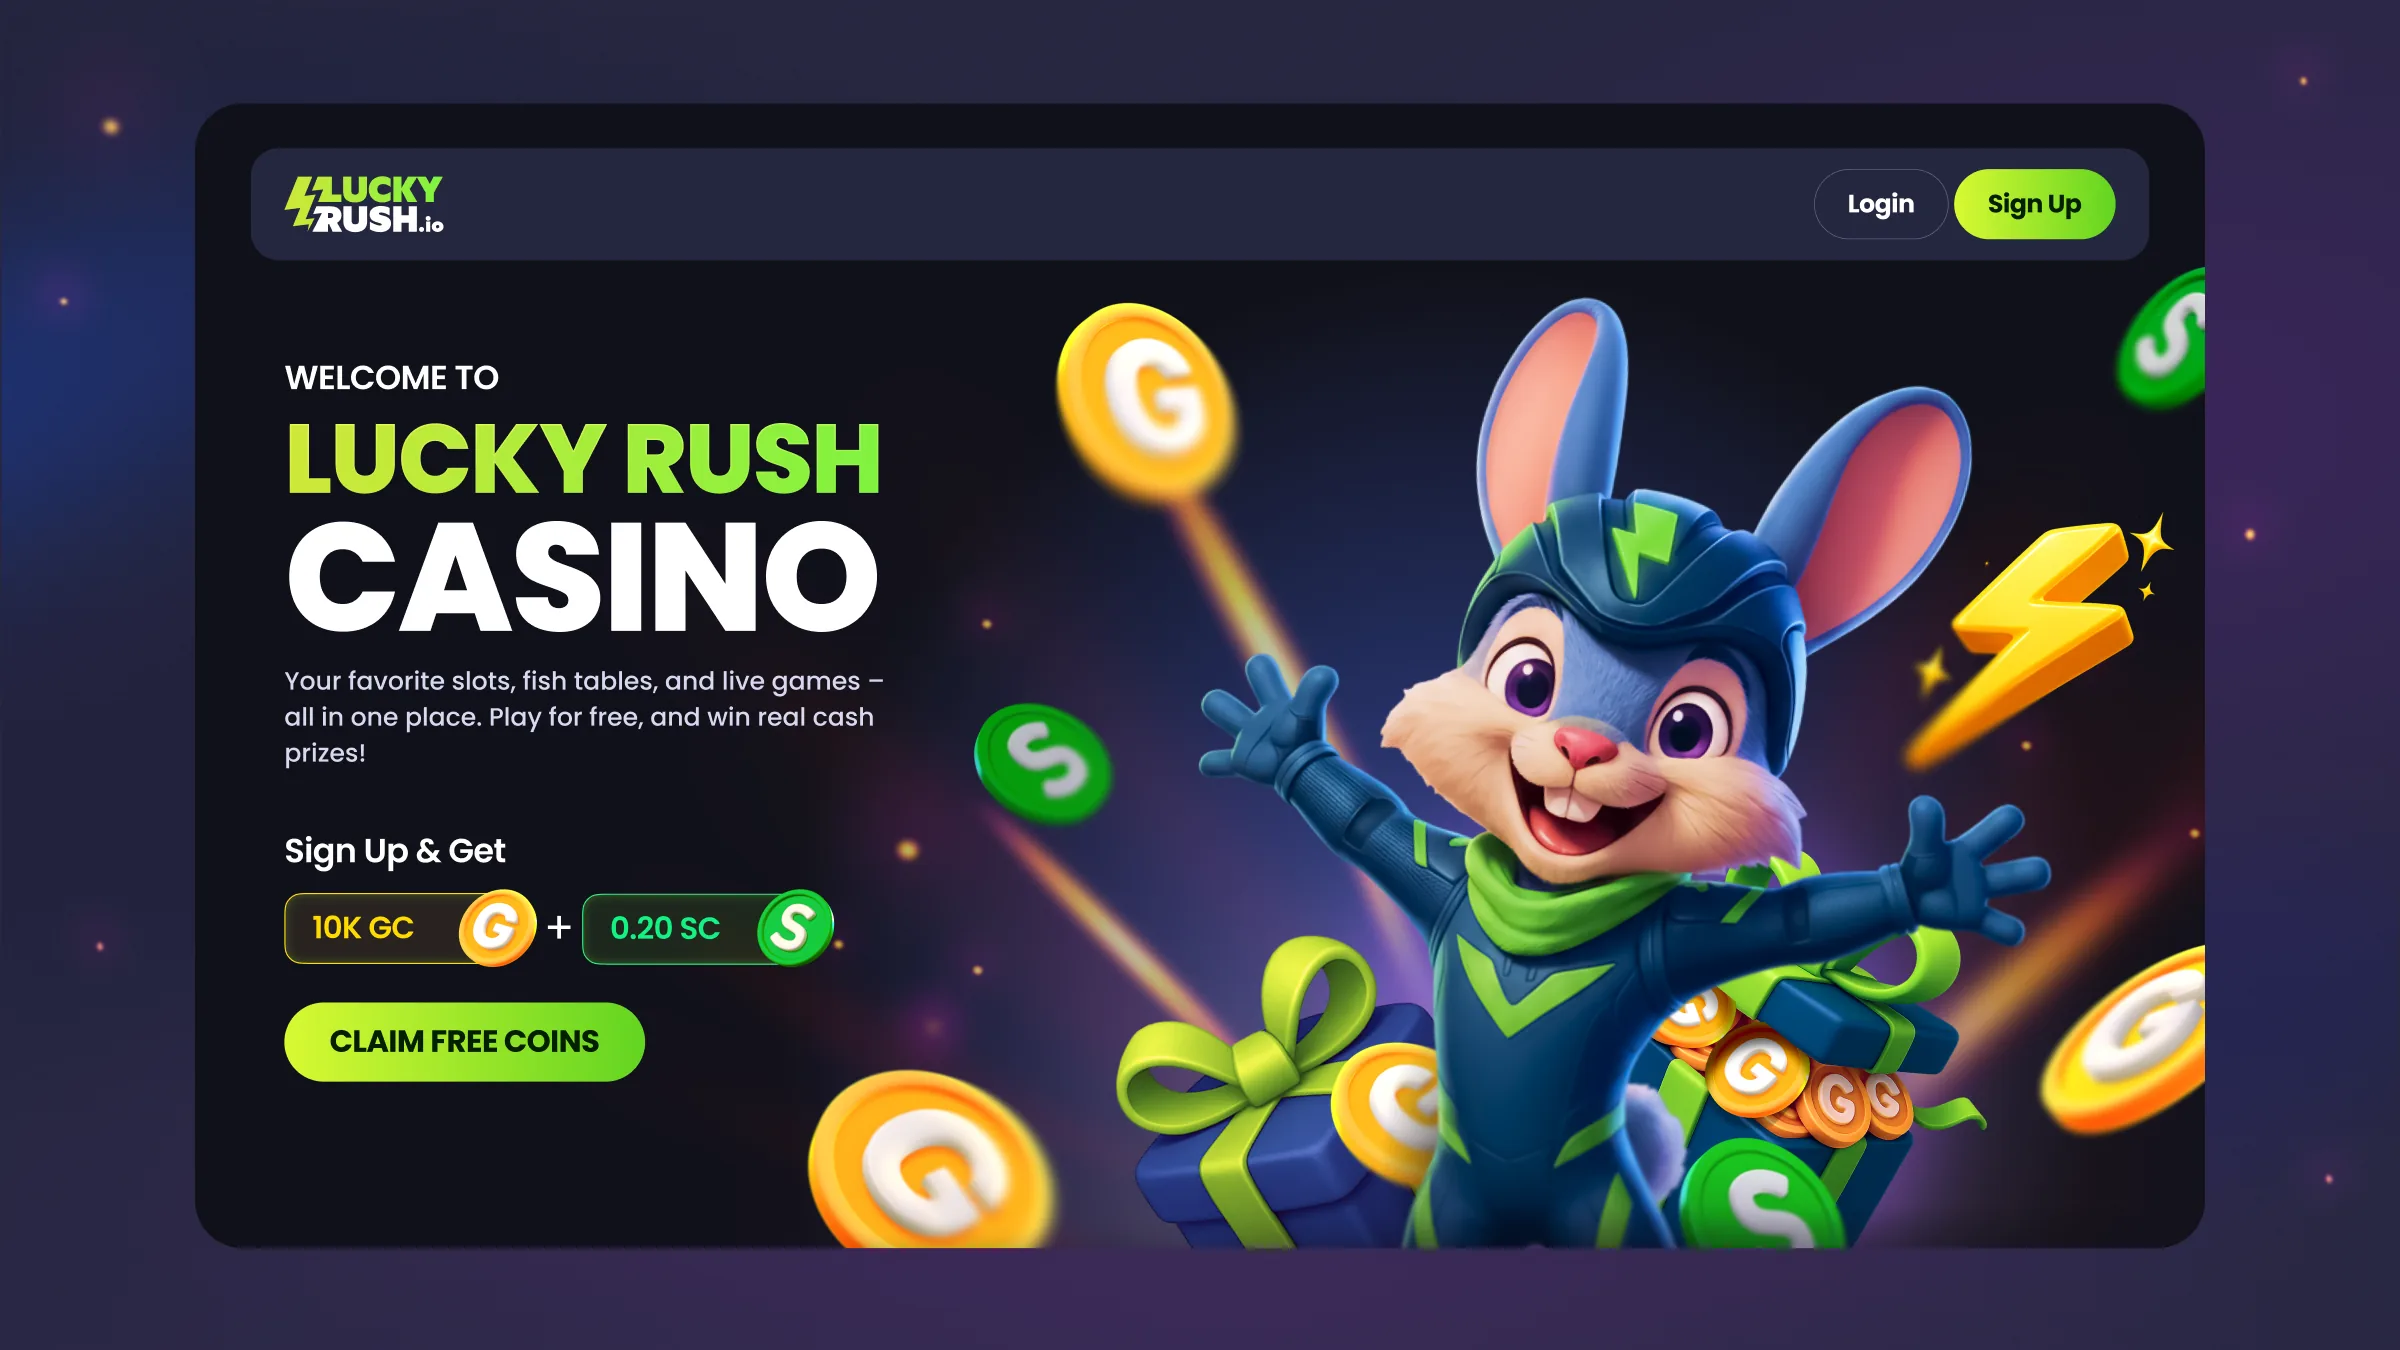 LUCKY
RUSH.io
Login
Sign Up
WELCOME TO
LUCKY RUSH
CASINO
Your favorite slots, fish tables, and live games –
all in one place. Play for free, and win real cash
prizes!
Sign Up & Get
10K GC G + 0.20 SC S
CLAIM FREE COINS
G
S
S
G
G
G
G
G
G
G
S